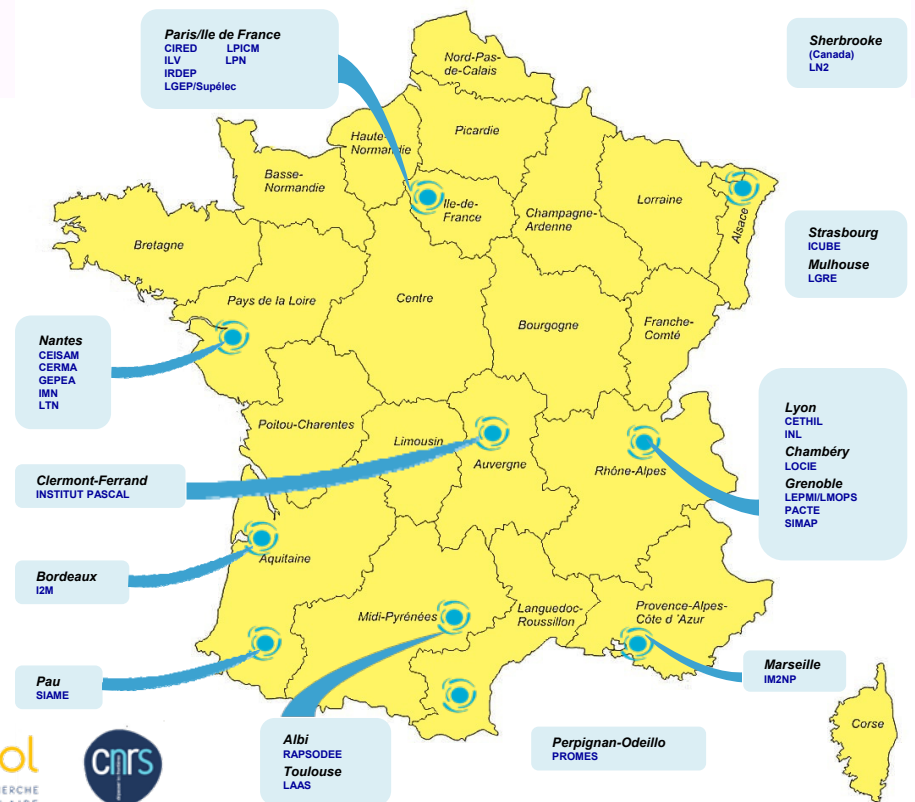 Paris/Ile de France
CIRED LPICM
ILV LPN
IRDEP
LGEP/Supélec
Sherbrooke
(Canada)
LN2
Nord-Pas-
de-Calais
Picardie
Haute-
Normandie
Basse-
Normandie
Ile-de-
France
Champagne-
Ardenne
Lorraine
Alsace
Strasbourg
ICUBE
Mulhouse
LGRE
Bretagne
Pays de la Loire
Centre
Bourgogne
Franche-
Comté
Nantes
CEISAM
CERMA
GEPEA
IMN
LTN
Poitou-Charentes
Limousin
Auvergne
Rhône-Alpes
Lyon
CETHIL
INL
Chambéry
LOCIE
Grenoble
LEPMI/LMOPS
PACTE
SIMAP
Clermont-Ferrand
INSTITUT PASCAL
Aquitaine
Bordeaux
I2M
Midi-Pyrénées
Languedoc-
Roussillon
Provence-Alpes-
Côte d 'Azur
Pau
SIAME
Marseille
IM2NP
Corse
Albi
RAPSODEE
Toulouse
LAAS
Perpignan-Odeillo
PROMES
ol
HERCHE
cnrs